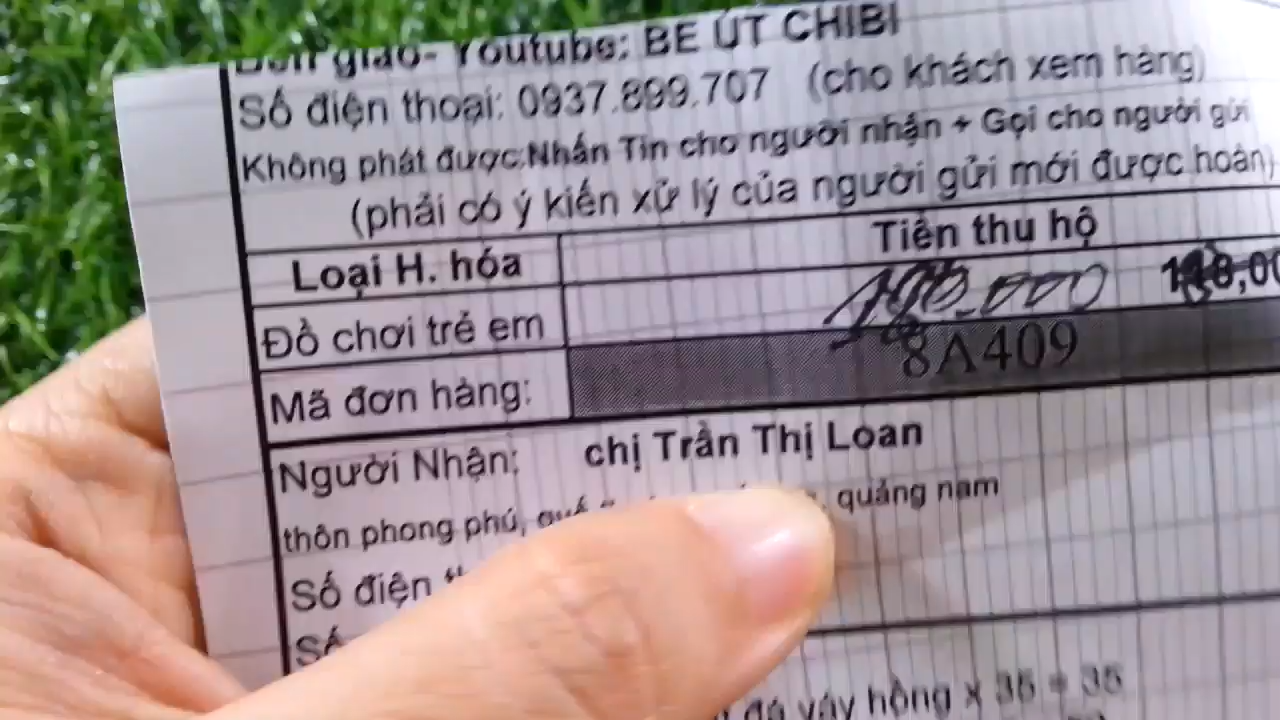 Đơn giao- Youtube: BE ÚT CHIBI
Số điện thoại: 0937.899.707 (cho khách xem hàng)
Không phát được:Nhắn Tin cho người nhận + Gọi cho người gửi
(phải có ý kiến xử lý của người gửi mới được hoàn)
Loại H. hóa Tiền thu hộ
Đồ chơi trẻ em
Mã đơn hàng: 8A409
Người Nhận: chị Trần Thị Loan
thôn phong phú, quảng nam
Số điện
Số
váy hồng x 35 = 35